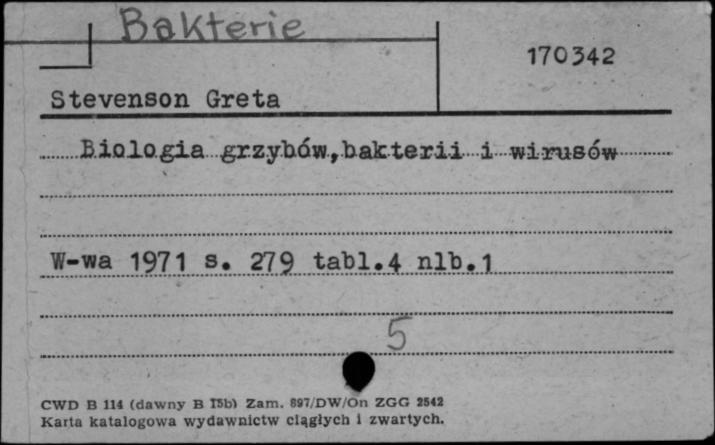 Bakterie
170342
Stevenson Greta
Biologia grzybów,bakterii i wirusów
W-wa 1971 s. 279 tabl.4 nlb.1
5
CWD B 114 (dawny B 15b) Zam. 897/DW/On ZGG 2542
Karta katalogowa wydawnictw ciągłych i zwartych.